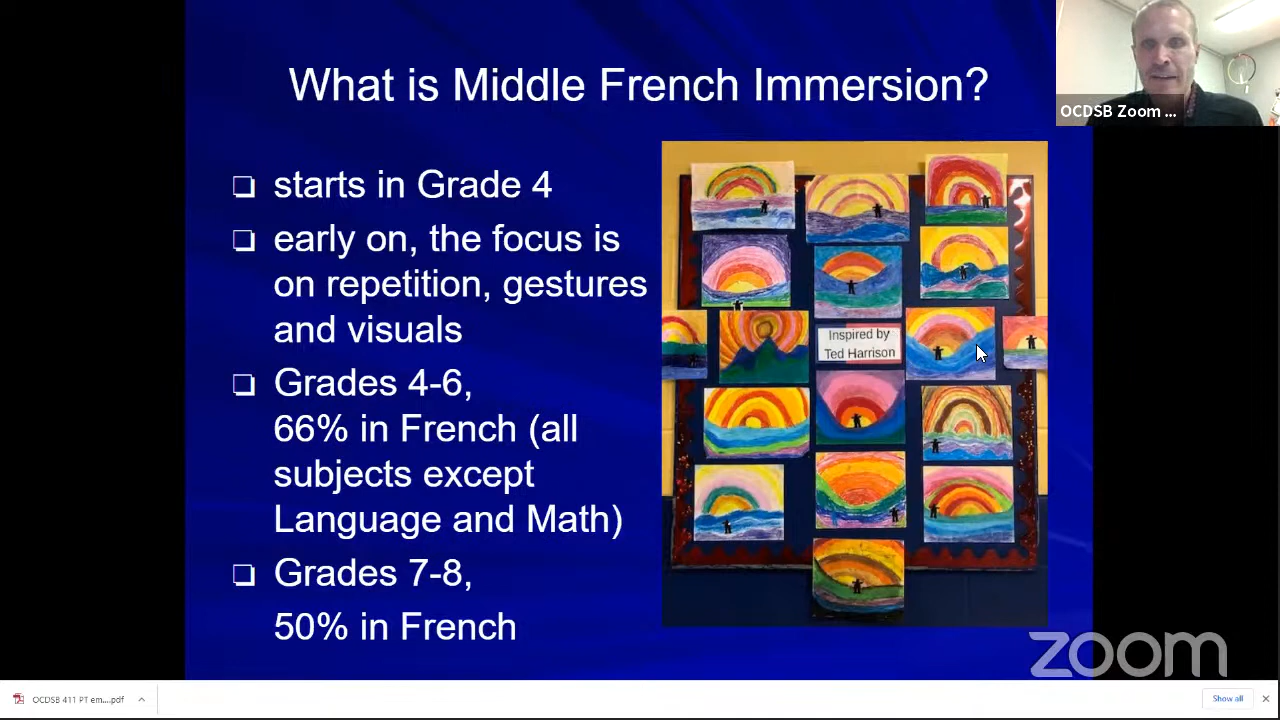 What is Middle French Immersion?
OCDSB Zoom ...
starts in Grade 4
early on, the focus is
on repetition, gestures
and visuals
Grades 4-6,
66% in French (all
subjects except
Language and Math)
Grades 7-8,
50% in French
Inspired by
Ted Harrison
zoom
OCDSB 411 PT em....pdf
Show all